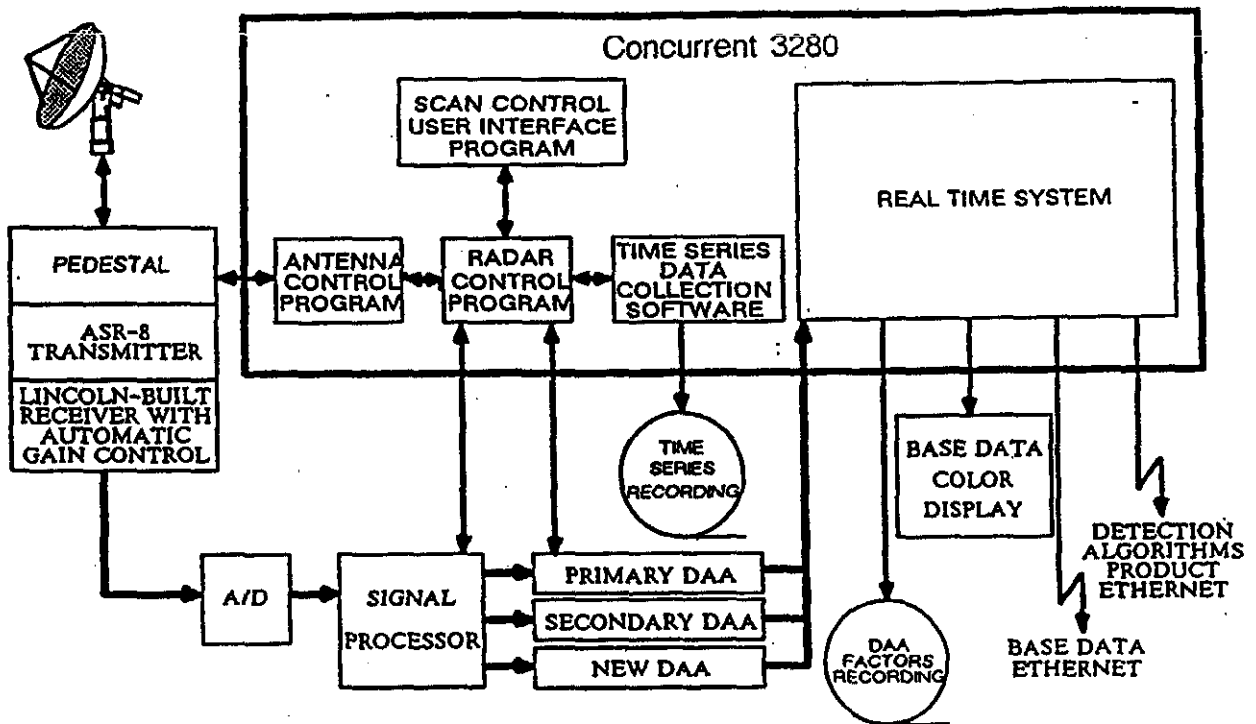 Concurrent 3280
SCAN CONTROL
USER INTERFACE
PROGRAM
REAL TIME SYSTEM
PEDESTAL
ASR-8
TRANSMITTER
LINCOLN-BUILT
RECEIVER WITH
AUTOMATIC
GAIN CONTROL
ANTENNA
CONTROL
PROGRAM
RADAR
CONTROL
PROGRAM
TIME SERIES
DATA
COLLECTION
SOFTWARE
TIME
SERIES
RECORDING
BASE DATA
COLOR
DISPLAY
DETECTION
ALGORITHMS
PRODUCT
ETHERNET
A/D
SIGNAL
PROCESSOR
PRIMARY DAA
SECONDARY DAA
NEW DAA
DAA
FACTORS
RECORDING
BASE DATA
ETHERNET